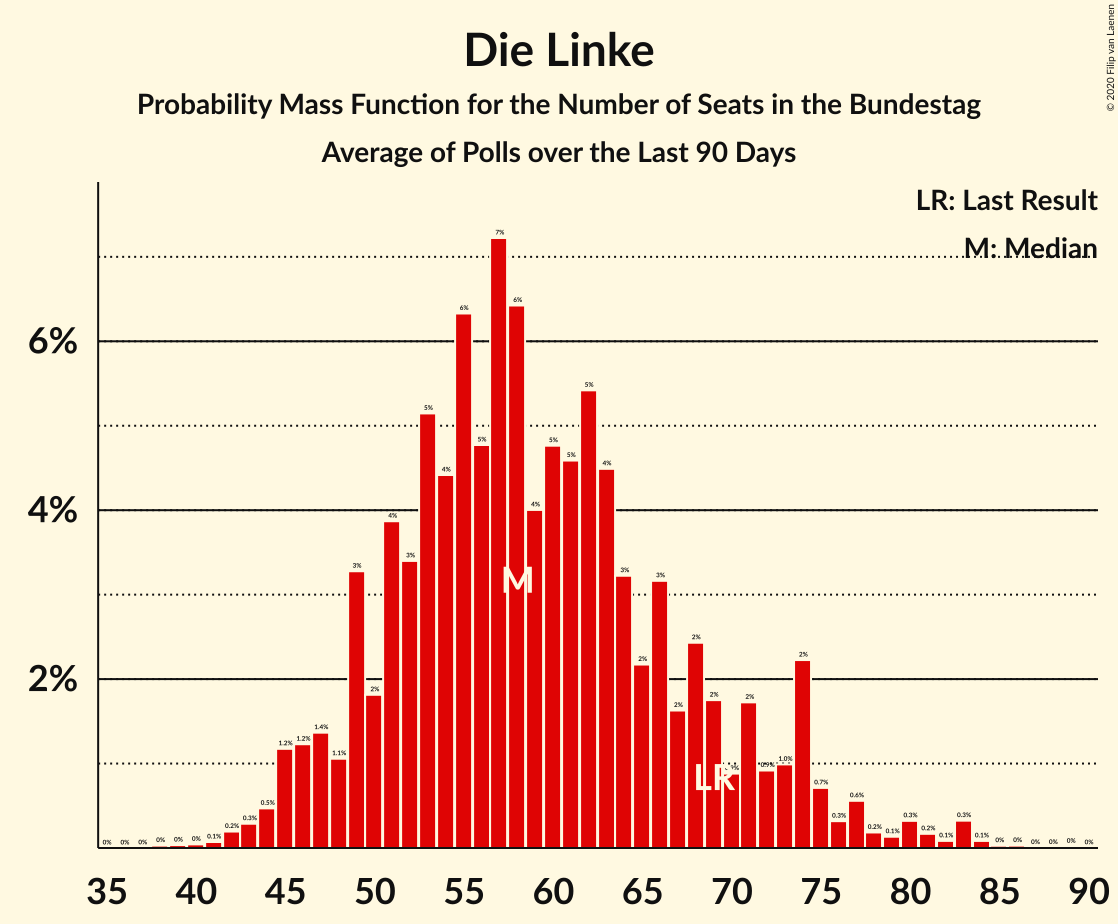 Die Linke
Probability Mass Function for the Number of Seats in the Bundestag
Average of Polls over the Last 90 Days
© 2020 Filip van Laenen
LR: Last Result
M: Median
6%
4%
2%
0% 0% 0% 0% 0% 0% 0.1% 0.2% 0.3% 0.5% 1.2% 1.2% 1.4% 1.1% 3% 2% 4% 3% 5% 4% 6% 5% 7% 6% 4% 5% 5% 5% 4% 3% 2% 3% 2% 2% 2% 0.9% 2% 0.9% 1.0% 2% 0.7% 0.3% 0.6% 0.2% 0.1% 0.3% 0.2% 0.1% 0.3% 0.1% 0% 0% 0% 0% 0% 0%
M
LR
35 40 45 50 55 60 65 70 75 80 85 90